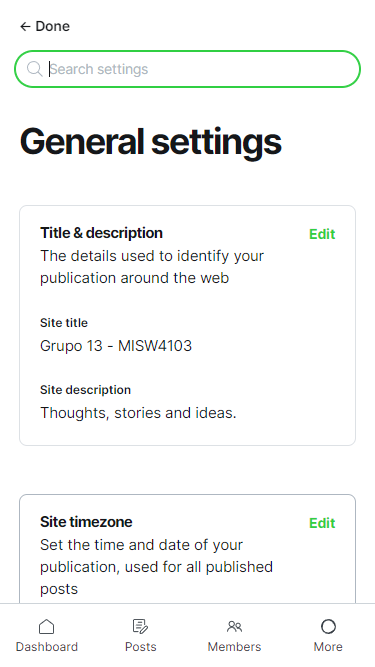 ← Done
Search settings
General settings
Title & description
Edit
The details used to identify your
publication around the web
Site title
Grupo 13 - MISW4103
Site description
Thoughts, stories and ideas.
Site timezone
Edit
Set the time and date of your
publication, used for all published
posts
Dashboard
Posts
Members
More